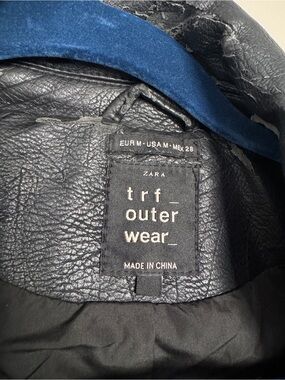 EUR M - USA M - MEX 28
ZARA
trf_
outer
wear_
MADE IN CHINA